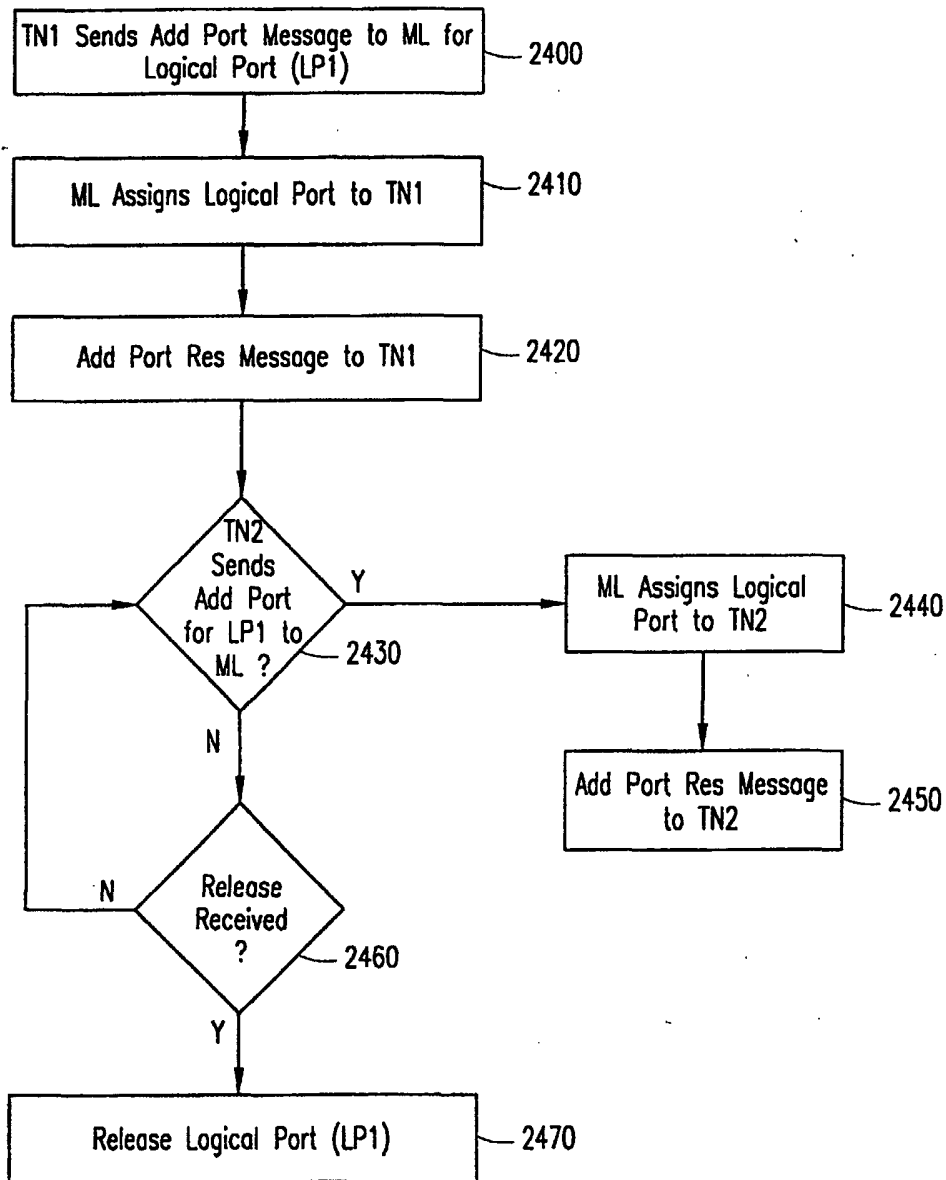 TN1 Sends Add Port Message to ML for
Logical Port (LP1)
2400
ML Assigns Logical Port to TN1
2410
Add Port Res Message to TN1
2420
TN2
Sends
Add Port
for LP1 to
ML ?
2430
Y
ML Assigns Logical
Port to TN2
2440
N
Add Port Res Message
to TN2
2450
N
Release
Received
?
2460
Y
Release Logical Port (LP1)
2470